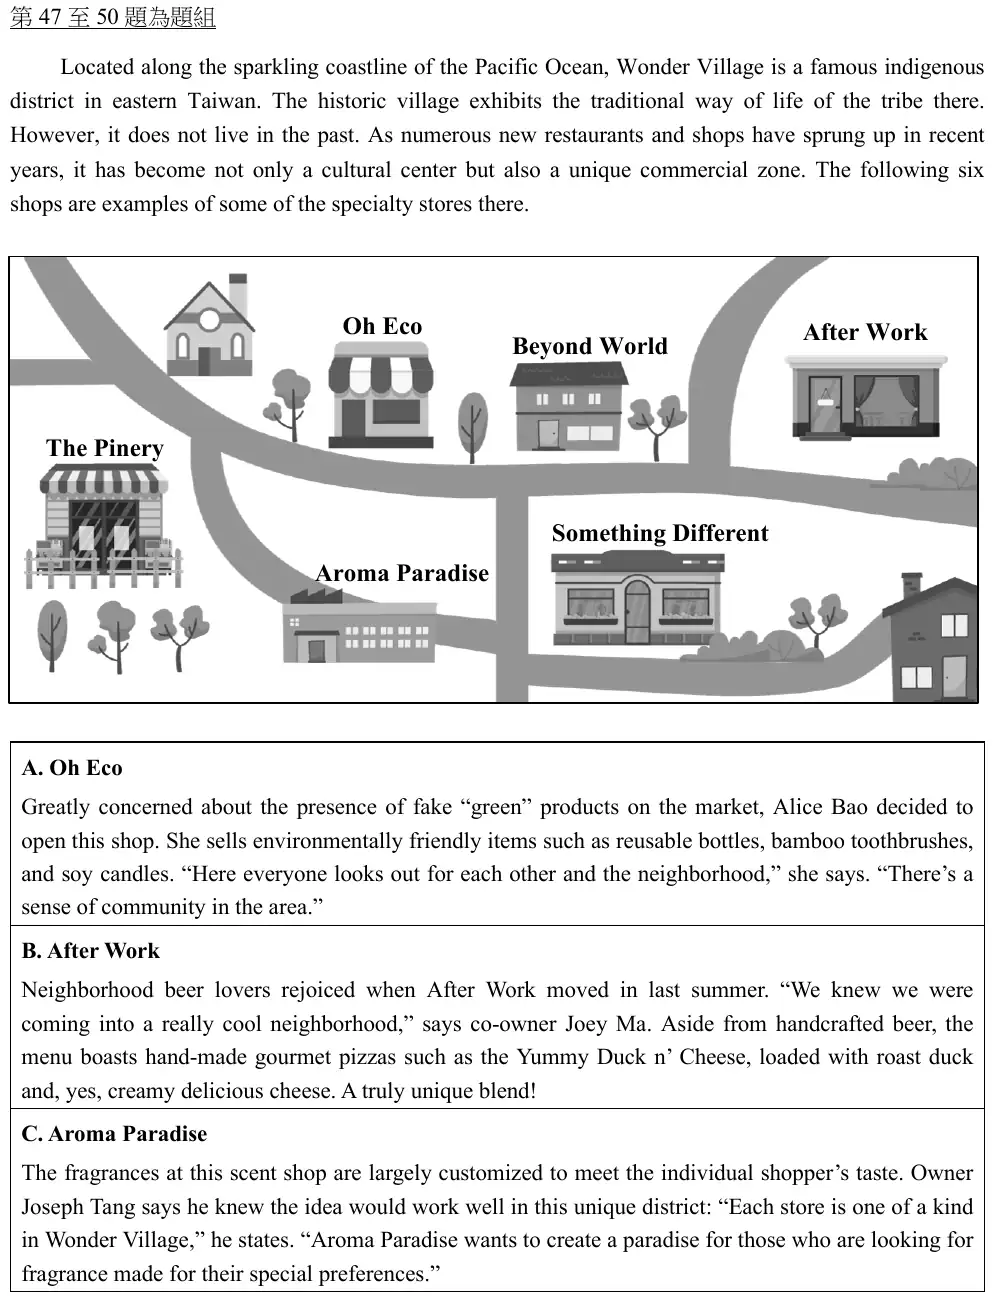 第 47 至 50 題為題組
Located along the sparkling coastline of the Pacific Ocean, Wonder Village is a famous indigenous
district in eastern Taiwan. The historic village exhibits the traditional way of life of the tribe there.
However, it does not live in the past. As numerous new restaurants and shops have sprung up in recent
years, it has become not only a cultural center but also a unique commercial zone. The following six
shops are examples of some of the specialty stores there.
Oh Eco
Beyond World
After Work
The Pinery
Something Different
Aroma Paradise
A. Oh Eco
Greatly concerned about the presence of fake “green” products on the market, Alice Bao decided to
open this shop. She sells environmentally friendly items such as reusable bottles, bamboo toothbrushes,
and soy candles. “Here everyone looks out for each other and the neighborhood,” she says. “There’s a
sense of community in the area.”
B. After Work
Neighborhood beer lovers rejoiced when After Work moved in last summer. “We knew we were
coming into a really cool neighborhood,” says co-owner Joey Ma. Aside from handcrafted beer, the
menu boasts hand-made gourmet pizzas such as the Yummy Duck n’ Cheese, loaded with roast duck
and, yes, creamy delicious cheese. A truly unique blend!
C. Aroma Paradise
The fragrances at this scent shop are largely customized to meet the individual shopper’s taste. Owner
Joseph Tang says he knew the idea would work well in this unique district: “Each store is one of a kind
in Wonder Village,” he states. “Aroma Paradise wants to create a paradise for those who are looking for
fragrance made for their special preferences.”